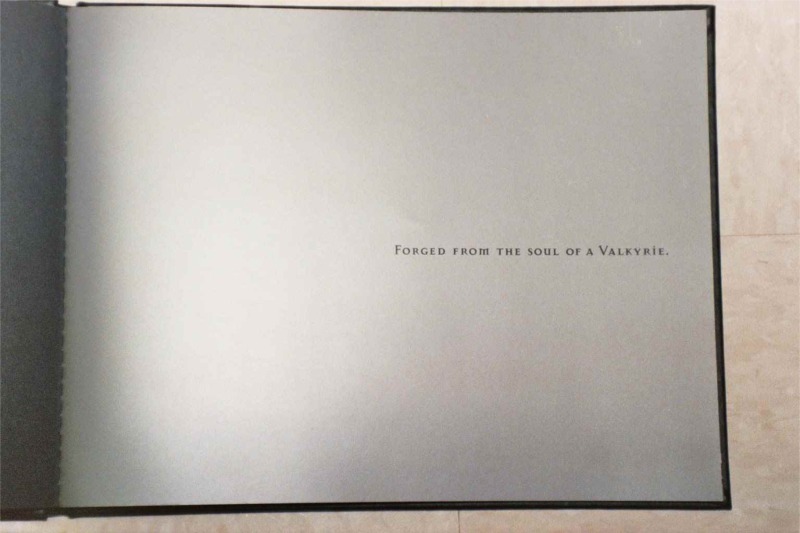 Forged from the soul of a Valkyrie.